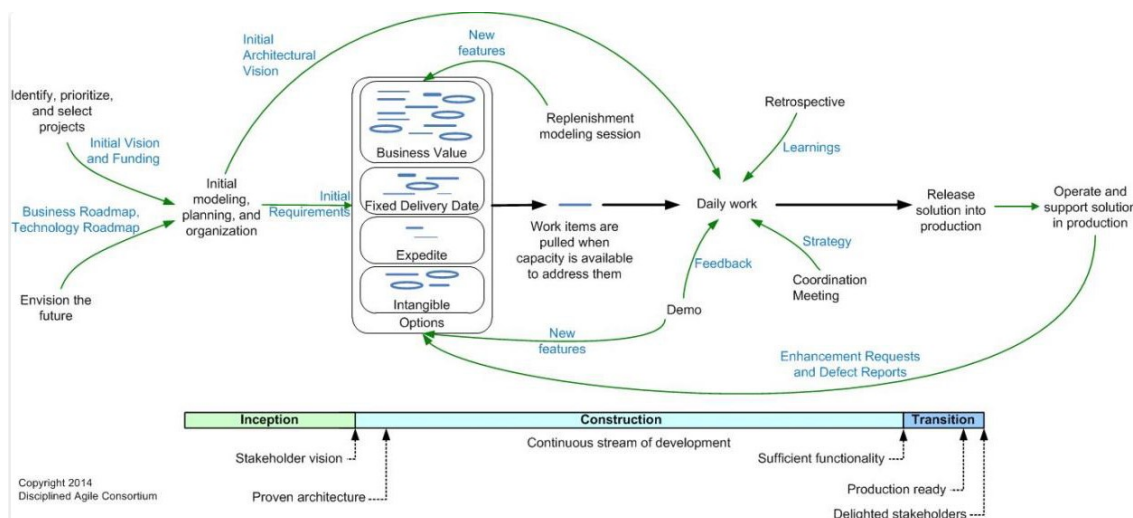 Initial
Architectural
Vision
New
features
Identify, prioritize,
and select
projects
Initial Vision
and Funding
Business Roadmap,
Technology Roadmap
Envision the
future
Initial
modeling,
planning, and
organization
Initial
Requirements
Business Value
Fixed Delivery Date
Expedite
Intangible
Options
Replenishment
modeling session
Work items are
pulled when
capacity is available
to address them
Retrospective
Learnings
Daily work
Feedback
Strategy
Coordination
Meeting
Demo
New
features
Release
solution into
production
Operate and
support solution
in production
Enhancement Requests
and Defect Reports
Inception
Construction
Transition
Continuous stream of development
Stakeholder vision
Proven architecture
Sufficient functionality
Production ready
Delighted stakeholders
Copyright 2014
Disciplined Agile Consortium